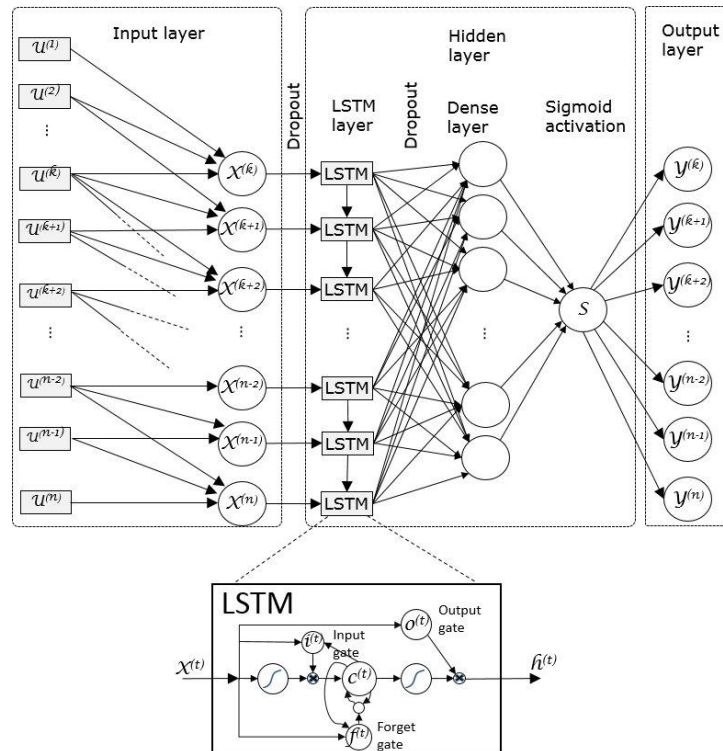 Input layer
Hidden
layer
Output
layer
Dropout
LSTM
layer
Dropout
Dense
layer
Sigmoid
activation
u(1)
u(2)
...
u(k)
u(k+1)
u(k+2)
...
u(n-2)
u(n-1)
u(n)
X(k)
X(k+1)
X(k+2)
...
X(n-2)
X(n-1)
X(n)
LSTM
LSTM
LSTM
...
LSTM
LSTM
LSTM
...
S
y(k)
y(k+1)
y(k+2)
...
y(n-2)
y(n-1)
y(n)
LSTM
o(t)
Output
gate
i(t)
Input
gate
x(t)
c(t)
h(t)
f(t)
Forget
gate